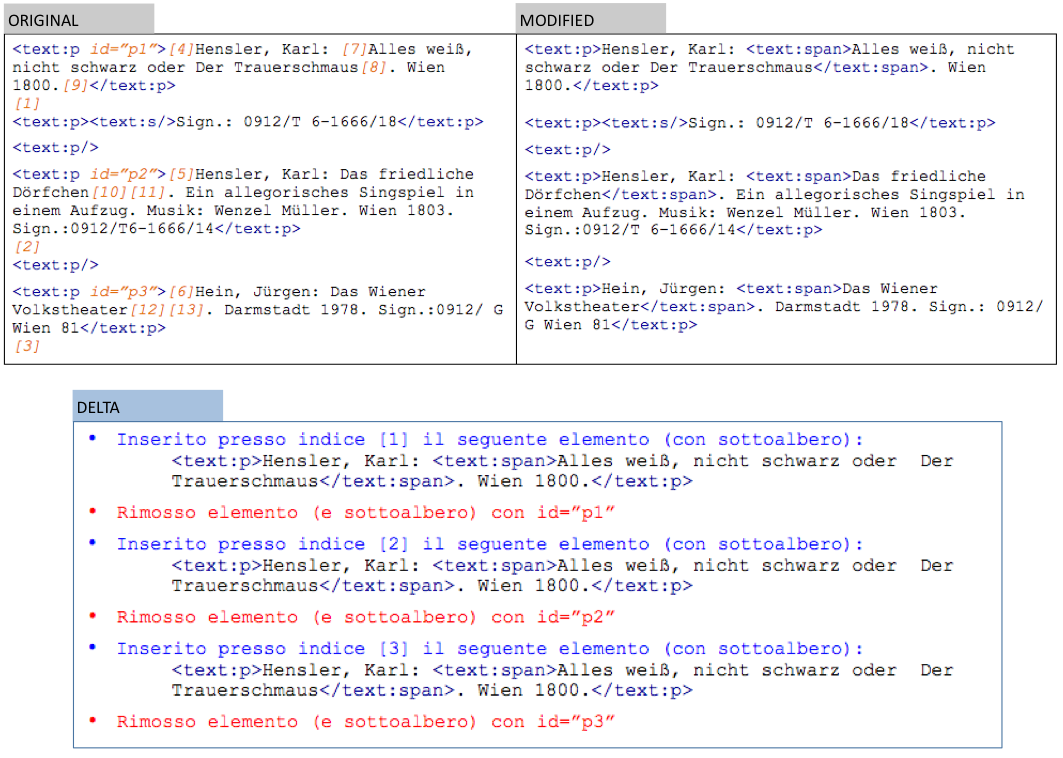 ORIGINAL
<text:p id=”p1”>[4]Hensler, Karl: [7]Alles weiß,
nicht schwarz oder Der Trauerschmaus[8]. Wien
1800.[9]</text:p>
[1]
<text:p><text:s/>Sign.: 0912/T 6-1666/18</text:p>
<text:p/>
<text:p id=”p2”>[5]Hensler, Karl: Das friedliche
Dörfchen[10][11]. Ein allegorisches Singspiel in
einem Aufzug. Musik: Wenzel Müller. Wien 1803.
Sign.:0912/T6-1666/14</text:p>
[2]
<text:p/>
<text:p id=”p3”>[6]Hein, Jürgen: Das Wiener
Volkstheater[12][13]. Darmstadt 1978. Sign.:0912/ G
Wien 81</text:p>
[3]
MODIFIED
<text:p>Hensler, Karl: <text:span>Alles weiß, nicht
schwarz oder Der Trauerschmaus</text:span>. Wien
1800.</text:p>
<text:p><text:s/>Sign.: 0912/T 6-1666/18</text:p>
<text:p/>
<text:p>Hensler, Karl: <text:span>Das friedliche
Dörfchen</text:span>. Ein allegorisches Singspiel in
einem Aufzug. Musik: Wenzel Müller. Wien 1803.
Sign.:0912/T 6-1666/14</text:p>
<text:p/>
<text:p>Hein, Jürgen: <text:span>Das Wiener
Volkstheater</text:span>. Darmstadt 1978. Sign.: 0912/
G Wien 81</text:p>
DELTA
• Inserito presso indice [1] il seguente elemento (con sottoalbero):
<text:p>Hensler, Karl: <text:span>Alles weiß, nicht schwarz oder Der
Trauerschmaus</text:span>. Wien 1800.</text:p>
• Rimosso elemento (e sottoalbero) con id=”p1”
• Inserito presso indice [2] il seguente elemento (con sottoalbero):
<text:p>Hensler, Karl: <text:span>Alles weiß, nicht schwarz oder Der
Trauerschmaus</text:span>. Wien 1800.</text:p>
• Rimosso elemento (e sottoalbero) con id=”p2”
• Inserito presso indice [3] il seguente elemento (con sottoalbero):
<text:p>Hensler, Karl: <text:span>Alles weiß, nicht schwarz oder Der
Trauerschmaus</text:span>. Wien 1800.</text:p>
• Rimosso elemento (e sottoalbero) con id=”p3”